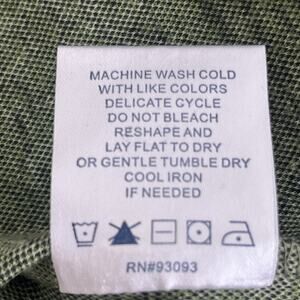 MACHINE WASH COLD
WITH LIKE COLORS
DELICATE CYCLE
DO NOT BLEACH
RESHAPE AND
LAY FLAT TO DRY
OR GENTLE TUMBLE DRY
COOL IRON
IF NEEDED
RN#93093